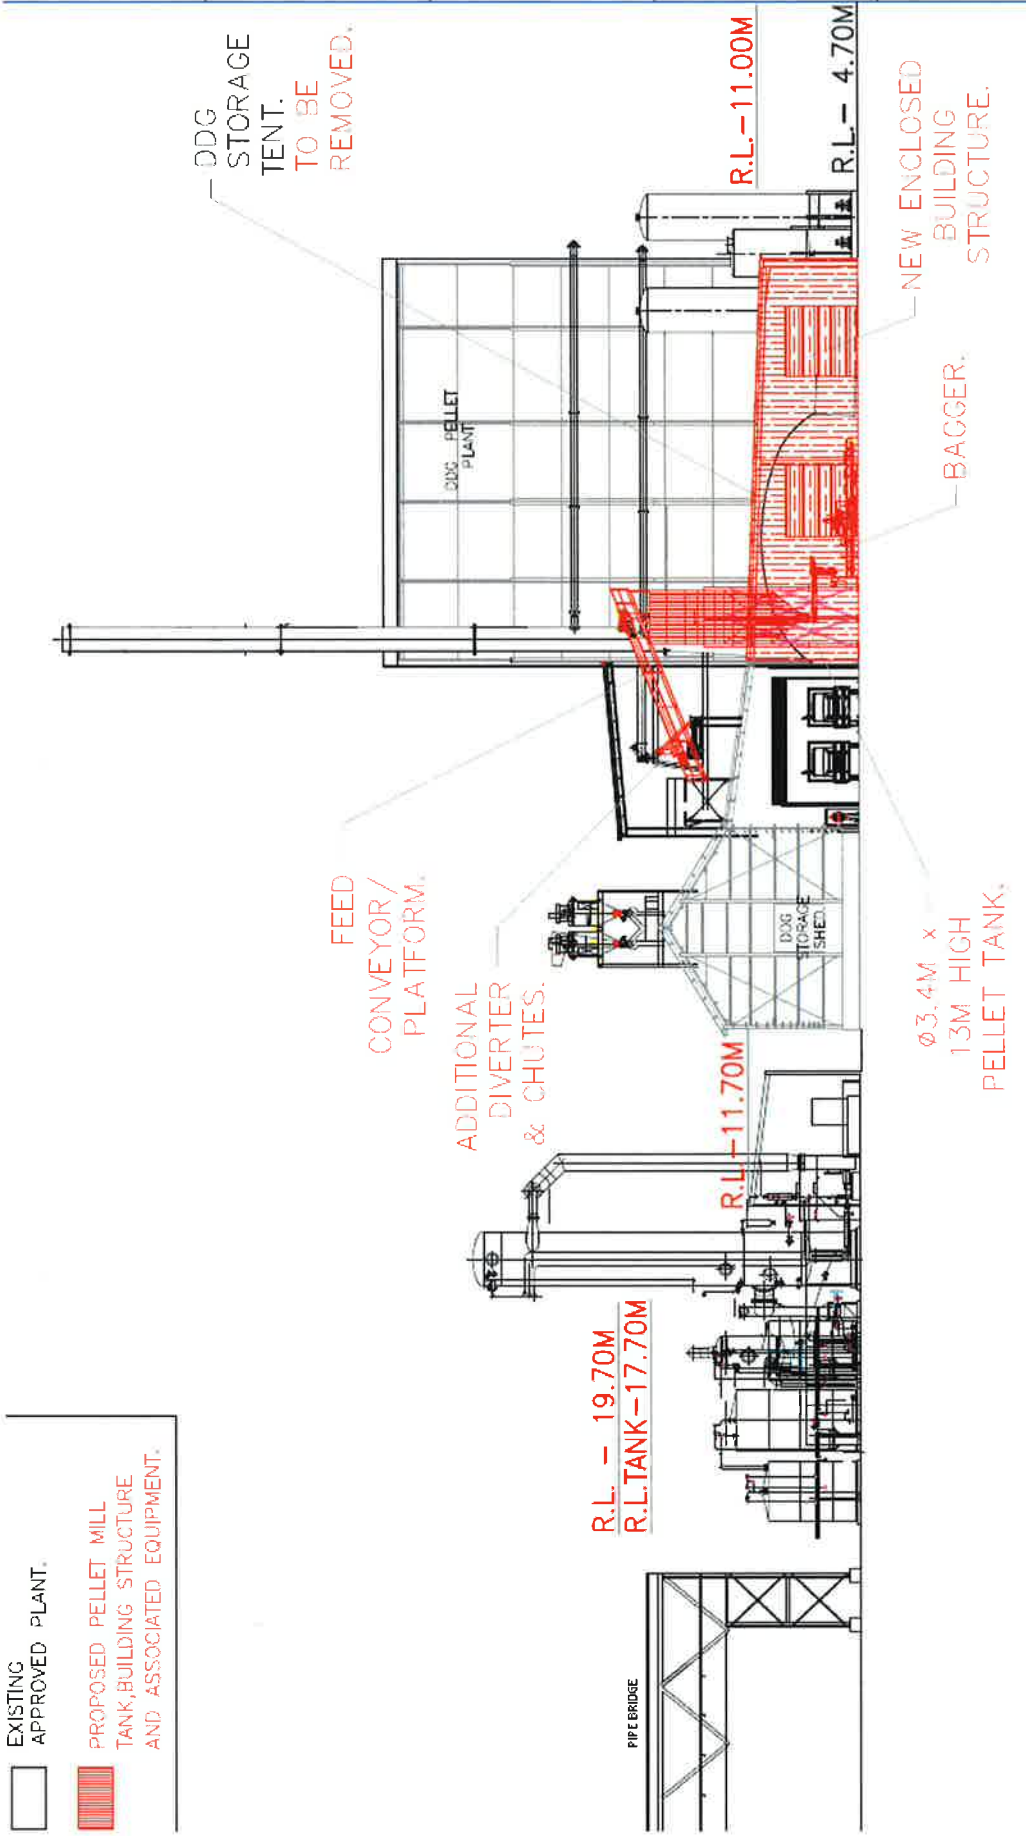 EXISTING
APPROVED PLANT.
PROPOSED PELLET MILL
TANK,BUILDING STRUCTURE
AND ASSOCIATED EQUIPMENT.
DDG
STORAGE
TENT.
TO BE
REMOVED.
FEED
CONVEYOR/
PLATFORM.
ADDITIONAL
DIVERTER
& CHUTES.
DDG PELLET
PLANT
R.L. - 19.70M
R.L.TANK-17.70M
PIPE BRIDGE
R.L.-11.70M
DDG
STORAGE
SHED.
R.L.-11.00M
R.L.- 4.70M
Ø3.4M x
13M HIGH
PELLET TANK.
BAGGER.
NEW ENCLOSED
BUILDING
STRUCTURE.